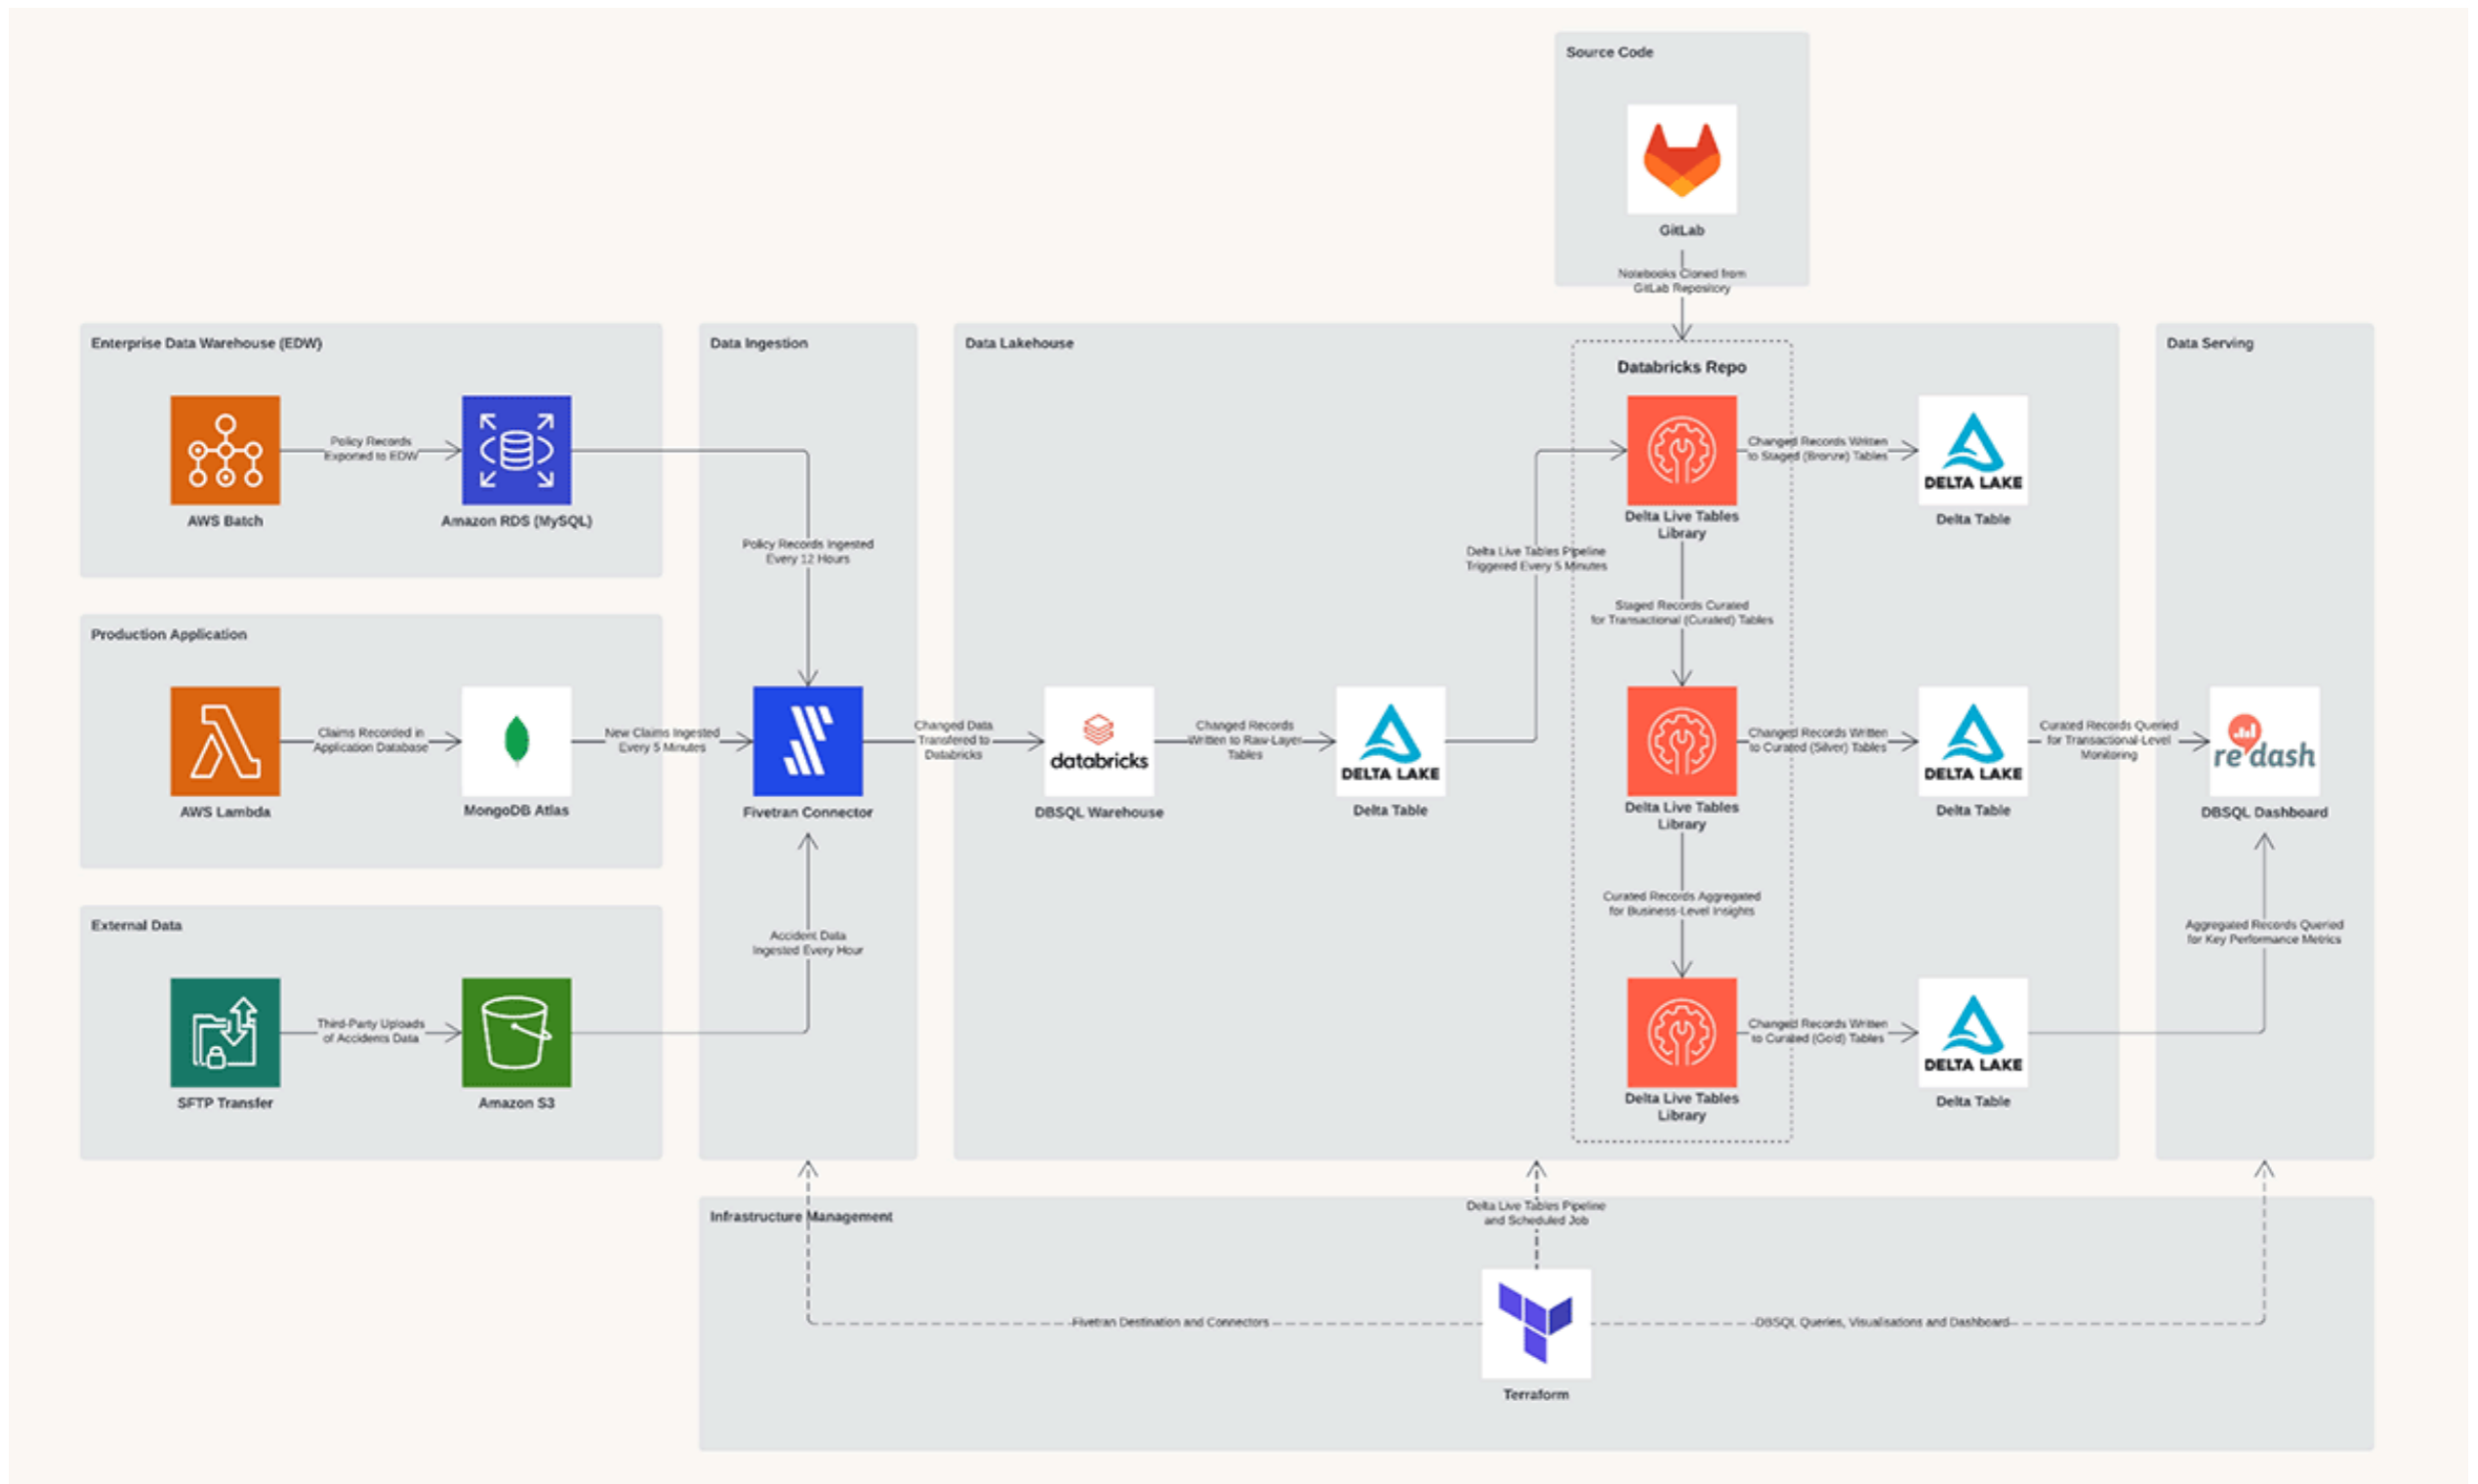 Source Code
GitLab
Notebooks Cloned from
GitLab Repository
Enterprise Data Warehouse (EDW)
AWS Batch
Policy Records
Exported to EDW
Amazon RDS (MySQL)
Production Application
AWS Lambda
Claims Recorded in
Application Database
MongoDB Atlas
New Claims Ingested
Every 5 Minutes
External Data
SFTP Transfer
Third-Party Uploads
of Accidents Data
Amazon S3
Data Ingestion
Policy Records Ingested
Every 12 Hours
Fivetran Connector
Accident Data
Ingested Every Hour
Changed Data
Transfered to
Databricks
Data Lakehouse
databricks
DBSQL Warehouse
Changed Records
Written to Raw-Layer
Tables
DELTA LAKE
Delta Table
Delta Live Tables Pipeline
Triggered Every 5 Minutes
Databricks Repo
Delta Live Tables
Library
Changed Records Written
to Staged (Bronze) Tables
DELTA LAKE
Delta Table
Staged Records Curated
for Transactional (Curated) Tables
Delta Live Tables
Library
Changed Records Written
to Curated (Silver) Tables
DELTA LAKE
Delta Table
Curated Records Aggregated
for Business-Level Insights
Delta Live Tables
Library
Changed Records Written
to Curated (Gold) Tables
DELTA LAKE
Delta Table
Data Serving
Curated Records Queried
for Transactional-Level
Monitoring
redash
DBSQL Dashboard
Aggregated Records Queried
for Key Performance Metrics
Infrastructure Management
Delta Live Tables Pipeline
and Scheduled Job
Fivetran Destination and Connectors
DBSQL Queries, Visualisations and Dashboard
Terraform